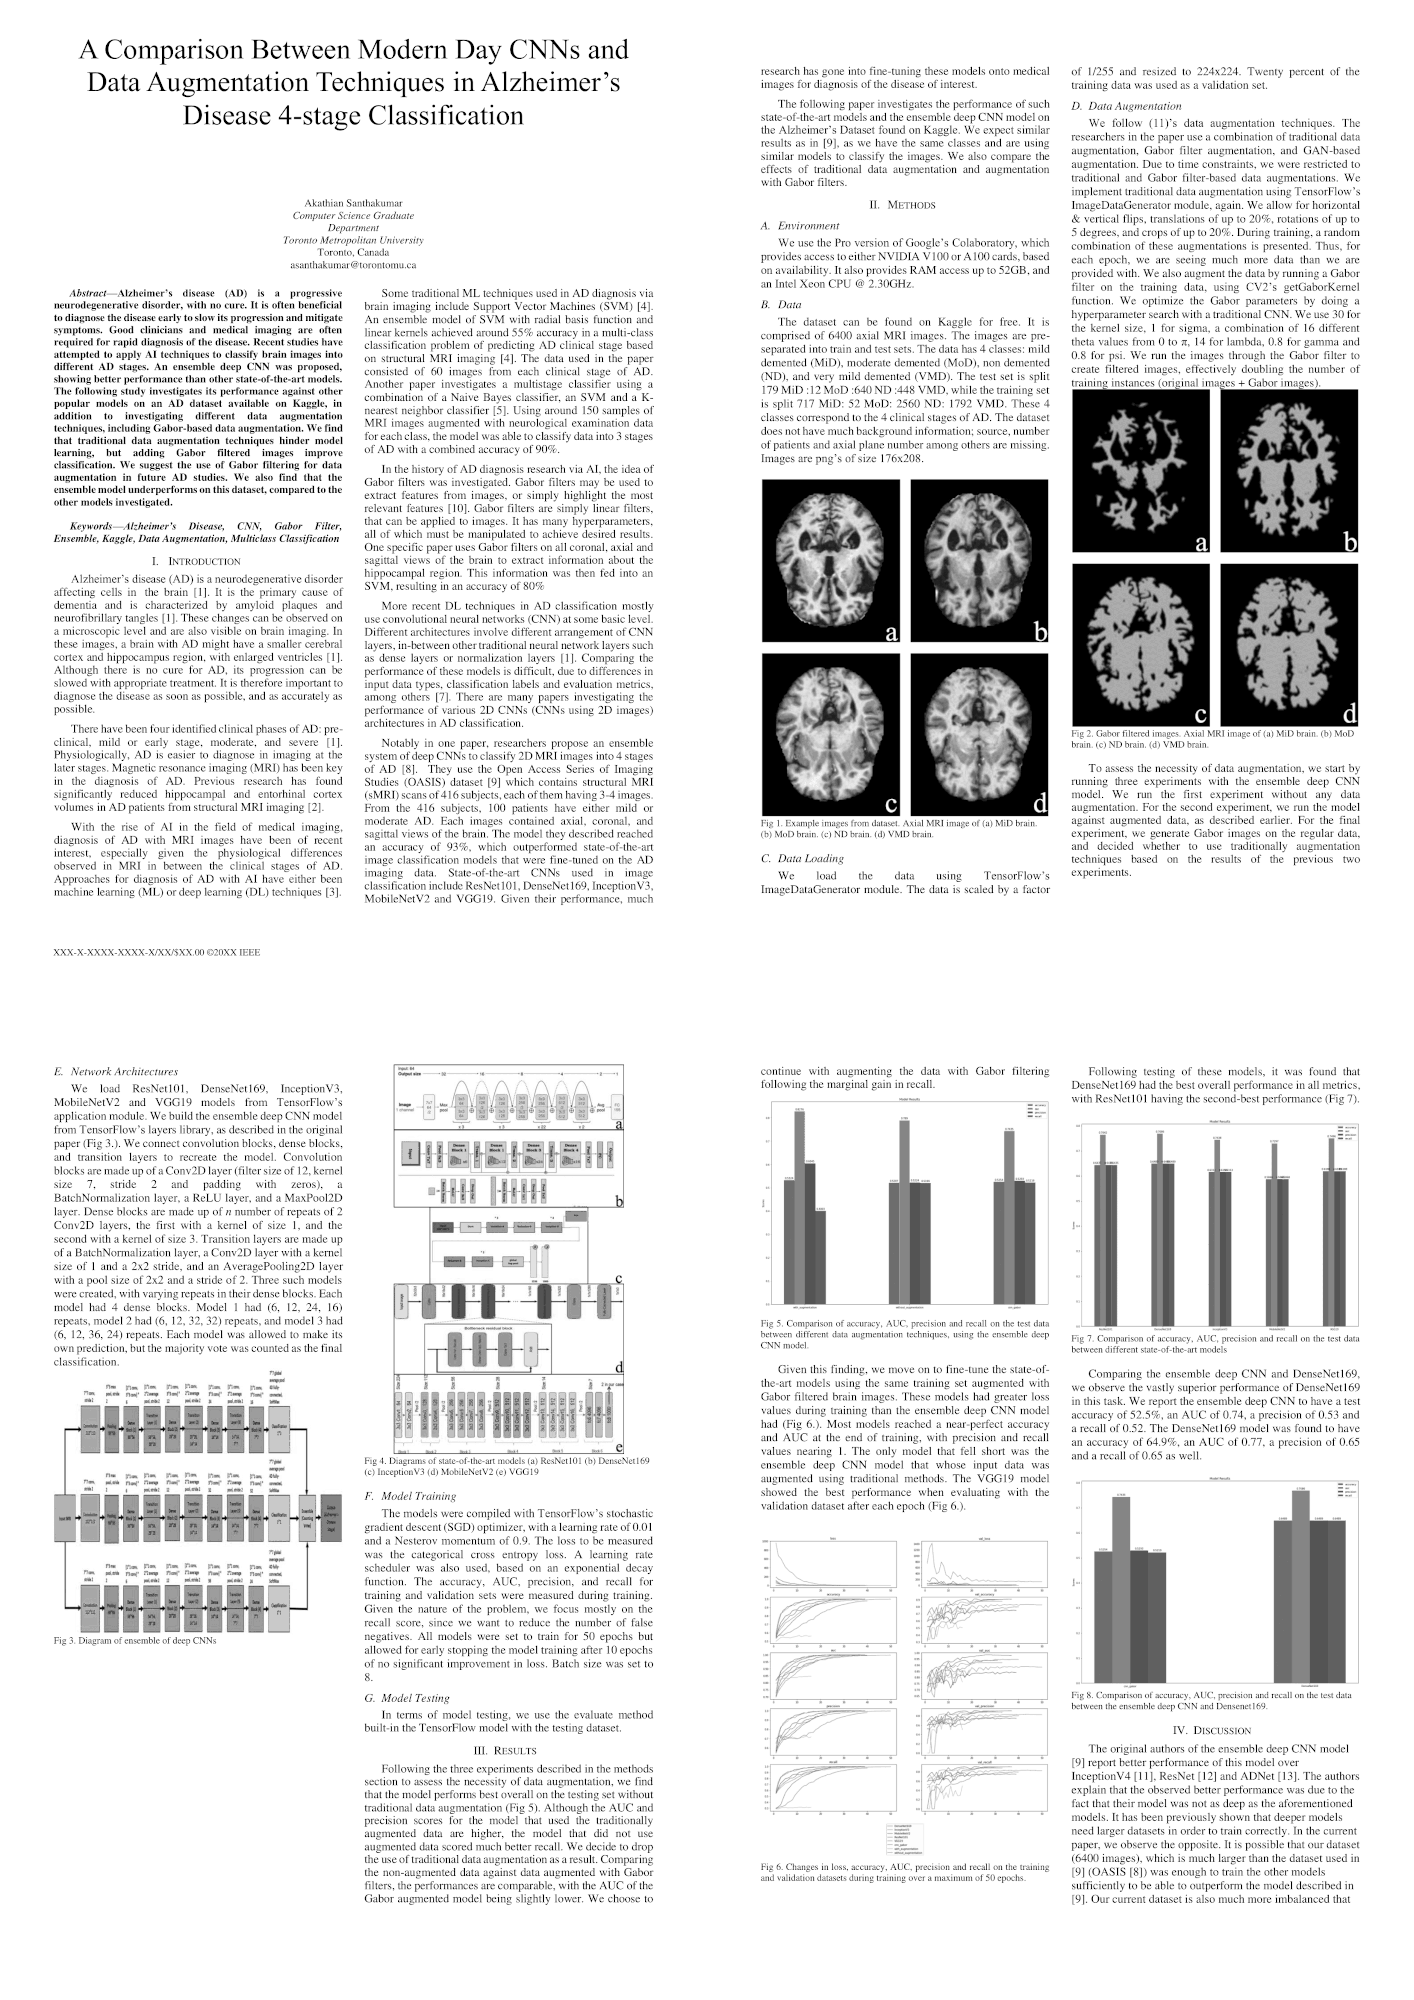 A Comparison Between Modern Day CNNs and
Data Augmentation Techniques in Alzheimer's
Disease 4-stage Classification
Akathian Santhakumar
Computer Science Graduate
Department
Toronto Metropolitan University
Toronto, Canada
asanthakumar@torontomu.ca
Abstract—Alzheimer's disease (AD) is a progressive
neurodegenerative disorder, with no cure. It is often beneficial
to diagnose the disease early to slow its progression and mitigate
symptoms. Good clinicians and medical imaging are often
required for rapid diagnosis of the disease. Recent studies have
attempted to apply AI techniques to classify brain images into
different AD stages. An ensemble deep CNN was proposed,
showing better performance than other state-of-the-art models.
The following study investigates its performance against other
popular models on an AD dataset available on Kaggle, in
addition to investigating different data augmentation
techniques, including Gabor-based data augmentation. We find
that traditional data augmentation techniques hinder model
learning, but adding Gabor filtered images improve
classification. We suggest the use of Gabor filtering for data
augmentation in future AD studies. We also find that the
ensemble model underperforms on this dataset, compared to the
other models investigated.
Keywords—Alzheimer's Disease, CNN, Gabor Filter,
Ensemble, Kaggle, Data Augmentation, Multiclass Classification
I. INTRODUCTION
Alzheimer's disease (AD) is a neurodegenerative disorder
affecting cells in the brain [1]. It is the primary cause of
dementia and is characterized by amyloid plaques and
neurofibrillary tangles [1]. These changes can be observed on
a microscopic level and are also visible on brain imaging. In
these images, a brain with AD might have a smaller cerebral
cortex and hippocampus region, with enlarged ventricles [1].
Although there is no cure for AD, its progression can be
slowed with appropriate treatment. It is therefore important to
diagnose the disease as soon as possible, and as accurately as
possible.
There have been four identified clinical phases of AD: pre-
clinical, mild or early stage, moderate, and severe [1].
Physiologically, AD is easier to diagnose in imaging at the
later stages. Magnetic resonance imaging (MRI) has been key
in the diagnosis of AD. Previous research has found
significantly reduced hippocampal and entorhinal cortex
volumes in AD patients from structural MRI imaging [2].
With the rise of AI in the field of medical imaging,
diagnosis of AD with MRI images have been of recent
interest, especially given the physiological differences
observed in MRI in between the clinical stages of AD.
Approaches for diagnosis of AD with AI have either been
machine learning (ML) or deep learning (DL) techniques [3].
Some traditional ML techniques used in AD diagnosis via
brain imaging include Support Vector Machines (SVM) [4].
An ensemble model of SVM with radial basis function and
linear kernels achieved around 55% accuracy in a multi-class
classification problem of predicting AD clinical stage based
on structural MRI imaging [4]. The data used in the paper
consisted of 60 images from each clinical stage of AD.
Another paper investigates a multistage classifier using a
combination of a Naive Bayes classifier, an SVM and a K-
nearest neighbor classifier [5]. Using around 150 samples of
MRI images augmented with neurological examination data
for each class, the model was able to classify data into 3 stages
of AD with a combined accuracy of 90%.
In the history of AD diagnosis research via AI, the idea of
Gabor filters was investigated. Gabor filters may be used to
extract features from images, or simply highlight the most
relevant features [10]. Gabor filters are simply linear filters,
that can be applied to images. It has many hyperparameters,
all of which must be manipulated to achieve desired results.
One specific paper uses Gabor filters on all coronal, axial and
sagittal views of the brain to extract information about the
hippocampal region. This information was then fed into an
SVM, resulting in an accuracy of 80%
More recent DL techniques in AD classification mostly
use convolutional neural networks (CNN) at some basic level.
Different architectures involve different arrangement of CNN
layers, in-between other traditional neural network layers such
as dense layers or normalization layers [1]. Comparing the
performance of these models is difficult, due to differences in
input data types, classification labels and evaluation metrics,
among others [7]. There are many papers investigating the
performance of various 2D CNNs (CNNs using 2D images)
architectures in AD classification.
Notably in one paper, researchers propose an ensemble
system of deep CNNs to classify 2D MRI images into 4 stages
of AD [8]. They use the Open Access Series of Imaging
Studies (OASIS) dataset [9] which contains structural MRI
(sMRI) scans of 416 subjects, each of them having 3-4 images.
From the 416 subjects, 100 patients have either mild or
moderate AD. Each images contained axial, coronal, and
sagittal views of the brain. The model they described reached
an accuracy of 93%, which outperformed state-of-the-art
image classification models that were fine-tuned on the AD
imaging data. State-of-the-art CNNs used in image
classification include ResNet101, DenseNet169, InceptionV3,
MobileNetV2 and VGG19. Given their performance, much
XXX-X-XXXX-XXXX-X/XX/$XX.00 ©20XX IEEE
research has gone into fine-tuning these models onto medical
images for diagnosis of the disease of interest.
The following paper investigates the performance of such
state-of-the-art models and the ensemble deep CNN model on
the Alzheimer's Dataset found on Kaggle. We expect similar
results as in [9], as we have the same classes and are using
similar models to classify the images. We also compare the
effects of traditional data augmentation and augmentation
with Gabor filters.
II. METHODS
A. Environment
We use the Pro version of Google's Colaboratory, which
provides access to either NVIDIA V100 or A100 cards, based
on availability. It also provides RAM access up to 52GB, and
an Intel Xeon CPU @ 2.30GHz.
B. Data
The dataset can be found on Kaggle for free. It is
comprised of 6400 axial MRI images. The images are pre-
separated into train and test sets. The data has 4 classes: mild
demented (MiD), moderate demented (MoD), non demented
(ND), and very mild demented (VMD). The test set is split
179 MiD :12 MoD :640 ND :448 VMD, while the training set
is split 717 MiD: 52 MoD: 2560 ND: 1792 VMD. These 4
classes correspond to the 4 clinical stages of AD. The dataset
does not have much background information; source, number
of patients and axial plane number among others are missing.
Images are png's of size 176x208.
a
b
c
d
Fig 1. Example images from dataset. Axial MRI image of (a) MiD brain.
(b) MoD brain. (c) ND brain. (d) VMD brain.
C. Data Loading
We load the data using TensorFlow's
ImageDataGenerator module. The data is scaled by a factor
of 1/255 and resized to 224x224. Twenty percent of the
training data was used as a validation set.
D. Data Augmentation
We follow (11)'s data augmentation techniques. The
researchers in the paper use a combination of traditional data
augmentation, Gabor filter augmentation, and GAN-based
augmentation. Due to time constraints, we were restricted to
traditional and Gabor filter-based data augmentations. We
implement traditional data augmentation using TensorFlow's
ImageDataGenerator module, again. We allow for horizontal
& vertical flips, translations of up to 20%, rotations of up to
5 degrees, and crops of up to 20%. During training, a random
combination of these augmentations is presented. Thus, for
each epoch, we are seeing much more data than we are
provided with. We also augment the data by running a Gabor
filter on the training data, using CV2's getGaborKernel
function. We optimize the Gabor parameters by doing a
hyperparameter search with a traditional CNN. We use 30 for
the kernel size, 1 for sigma, a combination of 16 different
theta values from 0 to π, 14 for lambda, 0.8 for gamma and
0.8 for psi. We run the images through the Gabor filter to
create filtered images, effectively doubling the number of
training instances (original images + Gabor images).
a
b
c
d
Fig 2. Gabor filtered images. Axial MRI image of (a) MiD brain. (b) MoD
brain. (c) ND brain. (d) VMD brain.
To assess the necessity of data augmentation, we start by
running three experiments with the ensemble deep CNN
model. We run the first experiment without any data
augmentation. For the second experiment, we run the model
against augmented data, as described earlier. For the final
experiment, we generate Gabor images on the regular data,
and decided whether to use traditionally augmentation
techniques based on the results of the previous two
experiments.
E. Network Architectures
We load ResNet101, DenseNet169, InceptionV3,
MobileNetV2 and VGG19 models from TensorFlow's
application module. We build the ensemble deep CNN model
from TensorFlow's layers library, as described in the original
paper (Fig 3.). We connect convolution blocks, dense blocks,
and transition layers to recreate the model. Convolution
blocks are made up of a Conv2D layer (filter size of 12, kernel
size 7, stride 2 and padding with zeros), a
BatchNormalization layer, a ReLU layer, and a MaxPool2D
layer. Dense blocks are made up of n number of repeats of 2
Conv2D layers, the first with a kernel of size 1, and the
second with a kernel of size 3. Transition layers are made up
of a BatchNormalization layer, a Conv2D layer with a kernel
size of 1 and a 2x2 stride, and an AveragePooling2D layer
with a pool size of 2x2 and a stride of 2. Three such models
were created, with varying repeats in their dense blocks. Each
model had 4 dense blocks. Model 1 had (6, 12, 24, 16)
repeats, model 2 had (6, 12, 32, 32) repeats, and model 3 had
(6, 12, 36, 24) repeats. Each model was allowed to make its
own prediction, but the majority vote was counted as the final
classification.
Fig 3. Diagram of ensemble of deep CNNs
Output size
Image
a
b
c
Bottleneck residual block
d
e
Fig 4. Diagrams of state-of-the-art models (a) ResNet101 (b) DenseNet169
(c) InceptionV3 (d) MobileNetV2 (e) VGG19
F. Model Training
The models were compiled with TensorFlow's stochastic
gradient descent (SGD) optimizer, with a learning rate of 0.01
and a Nesterov momentum of 0.9. The loss to be measured
was the categorical cross entropy loss. A learning rate
scheduler was also used, based on an exponential decay
function. The accuracy, AUC, precision, and recall for
training and validation sets were measured during training.
Given the nature of the problem, we focus mostly on the
recall score, since we want to reduce the number of false
negatives. All models were set to train for 50 epochs but
allowed for early stopping the model training after 10 epochs
of no significant improvement in loss. Batch size was set to
8.
G. Model Testing
In terms of model testing, we use the evaluate method
built-in the TensorFlow model with the testing dataset.
III. RESULTS
Following the three experiments described in the methods
section to assess the necessity of data augmentation, we find
that the model performs best overall on the testing set without
traditional data augmentation (Fig 5). Although the AUC and
precision scores for the model that used the traditionally
augmented data are higher, the model that did not use
augmented data scored much better recall. We decide to drop
the use of traditional data augmentation as a result. Comparing
the non-augmented data against data augmented with Gabor
filters, the performances are comparable, with the AUC of the
Gabor augmented model being slightly lower. We choose to
continue with augmenting the data with Gabor filtering
following the marginal gain in recall.
Model Results
Fig 5. Comparison of accuracy, AUC, precision and recall on the test data
between different data augmentation techniques, using the ensemble deep
CNN model.
Given this finding, we move on to fine-tune the state-of-
the-art models using the same training set augmented with
Gabor filtered brain images. These models had greater loss
values during training than the ensemble deep CNN model
had (Fig 6.). Most models reached a near-perfect accuracy
and AUC at the end of training, with precision and recall
values nearing 1. The only model that fell short was the
ensemble deep CNN model that whose input data was
augmented using traditional methods. The VGG19 model
showed the best performance when evaluating with the
validation dataset after each epoch (Fig 6.).
Fig 6. Changes in loss, accuracy, AUC, precision and recall on the training
and validation datasets during training over a maximum of 50 epochs.
Following testing of these models, it was found that
DenseNet169 had the best overall performance in all metrics,
with ResNet101 having the second-best performance (Fig 7).
Model Results
Fig 7. Comparison of accuracy, AUC, precision and recall on the test data
between different state-of-the-art models
Comparing the ensemble deep CNN and DenseNet169,
we observe the vastly superior performance of DenseNet169
in this task. We report the ensemble deep CNN to have a test
accuracy of 52.5%, an AUC of 0.74, a precision of 0.53 and
a recall of 0.52. The DenseNet169 model was found to have
an accuracy of 64.9%, an AUC of 0.77, a precision of 0.65
and a recall of 0.65 as well.
Model Results
Fig 8. Comparison of accuracy, AUC, precision and recall on the test data
between the ensemble deep CNN and Densenet169.
IV. DISCUSSION
The original authors of the ensemble deep CNN model
[9] report better performance of this model over
InceptionV4 [11], ResNet [12] and ADNet [13]. The authors
explain that the observed better performance was due to the
fact that their model was not as deep as the aforementioned
models. It has been previously shown that deeper models
need larger datasets in order to train correctly. In the current
paper, we observe the opposite. It is possible that our dataset
(6400 images), which is much larger than the dataset used in
[9] (OASIS [8]) was enough to train the other models
sufficiently to be able to outperform the model described in
[9]. Our current dataset is also much more imbalanced that